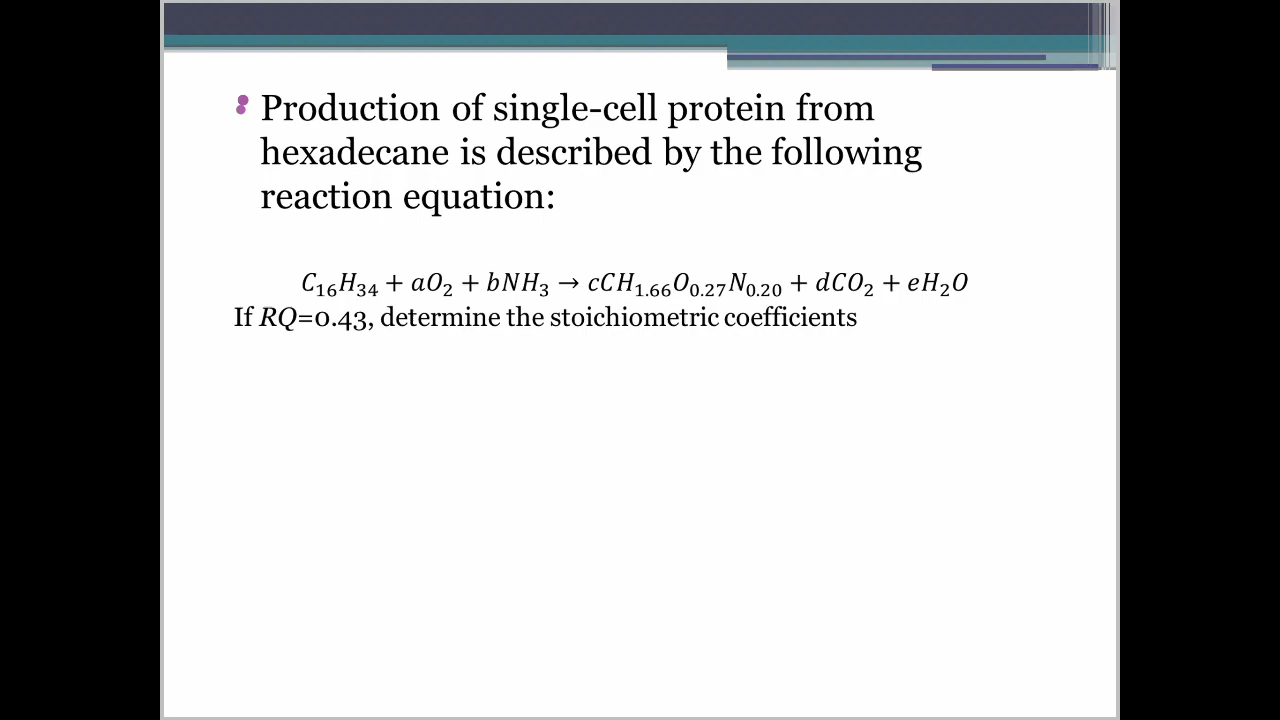 Production of single-cell protein from
hexadecane is described by the following
reaction equation:
C₁₆H₃₄ + aO₂ + bNH₃ → cCH₁.₆₆O₀.₂₇N₀.₂₀ + dCO₂ + eH₂O
If RQ=0.43, determine the stoichiometric coefficients